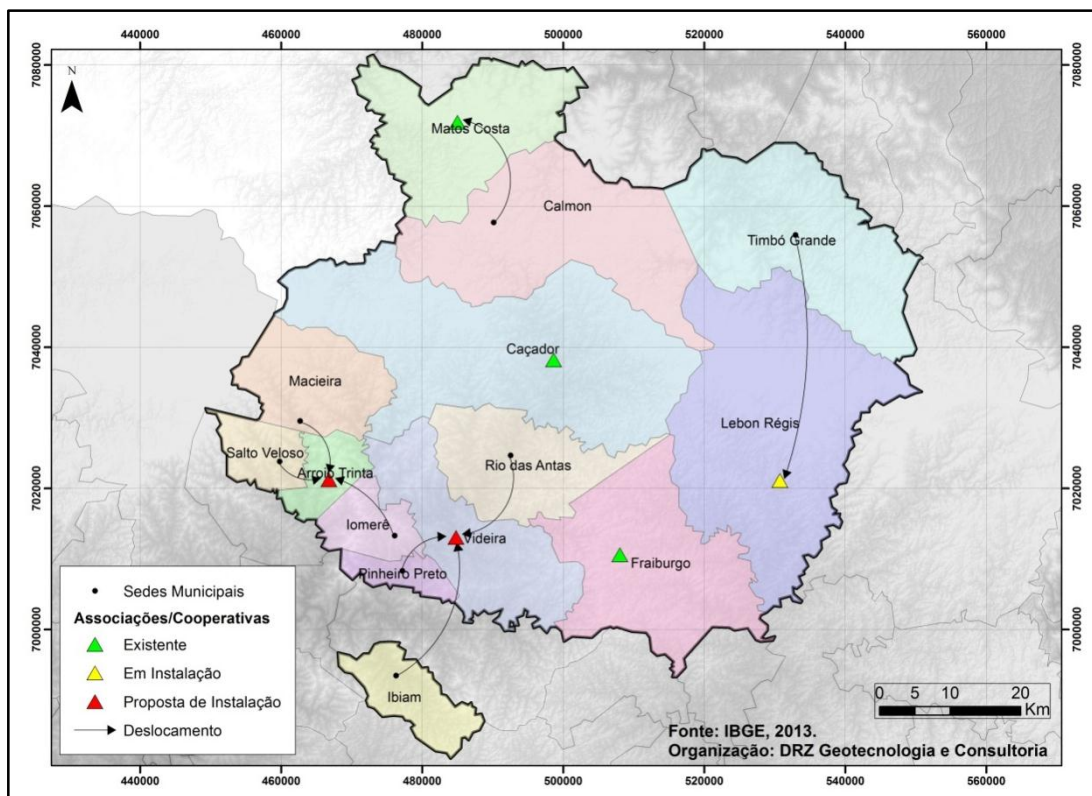 440000 460000 480000 500000 520000 540000 560000
7080000 7080000
N
Matos Costa
7060000 7060000
Calmon
Timbó Grande
7040000 7040000
Caçador
Macieira
Lebon Régis
Salto Veloso
Rio das Antas
Arroio Trinta
7020000 7020000
Iomerê
Videira
Fraiburgo
Pinheiro Preto
7000000 7000000
Ibiam
Sedes Municipais
Associações/Cooperativas
Existente
Em Instalação
Proposta de Instalação
Deslocamento
0 5 10 20
Km
Fonte: IBGE, 2013.
Organização: DRZ Geotecnologia e Consultoria
440000 460000 480000 500000 520000 540000 560000